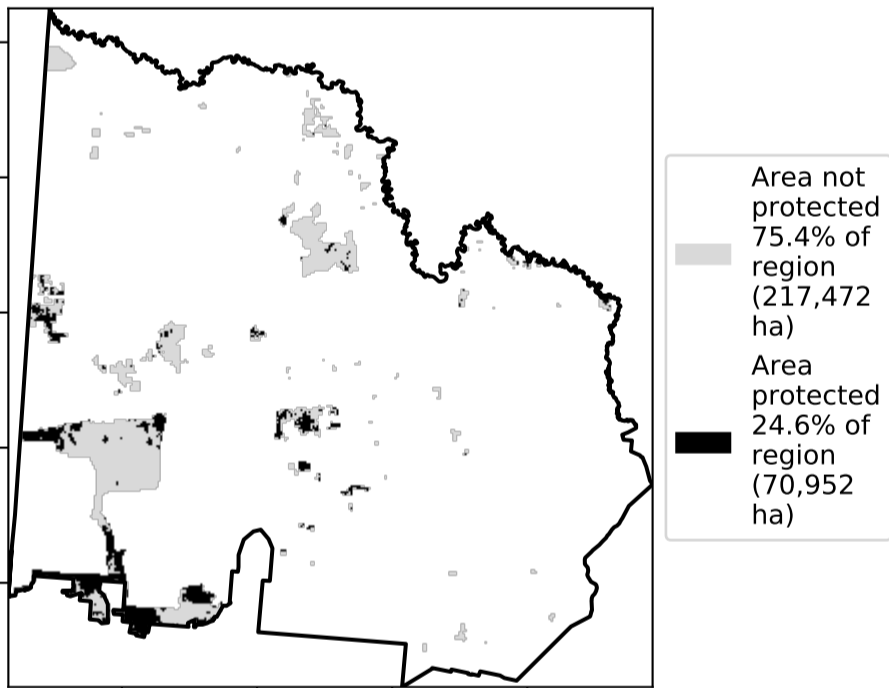 Area not
protected
75.4% of
region
(217,472
ha)
Area
protected
24.6% of
region
(70,952
ha)